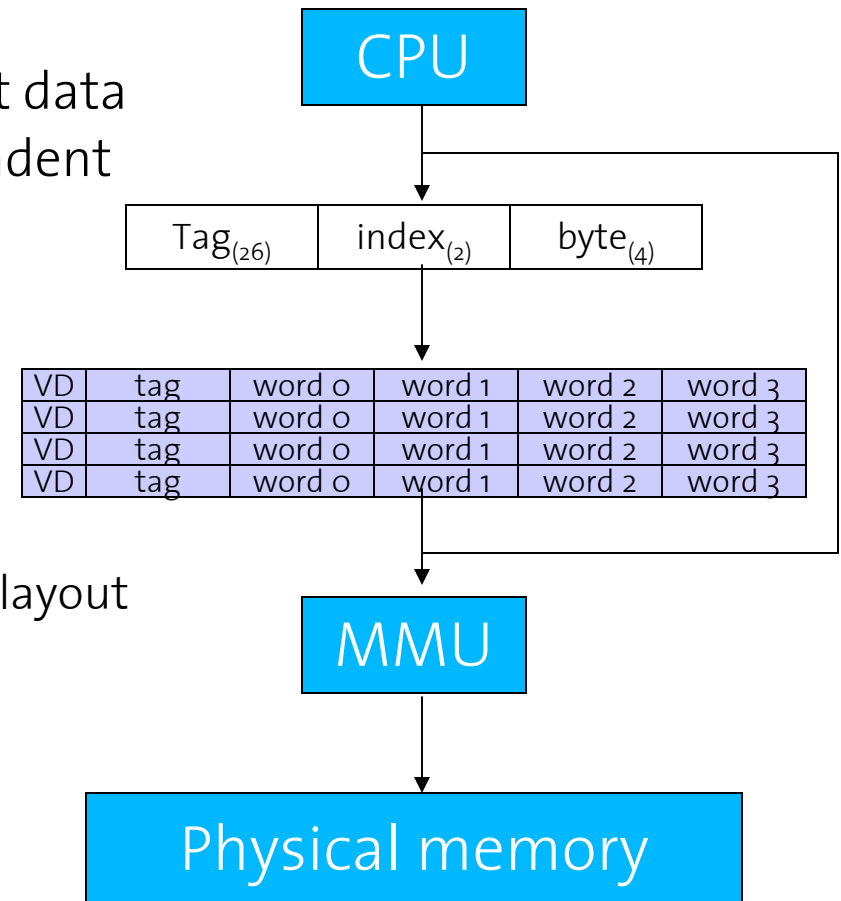 CPU
t data
ndent
Tag(26) index(2) byte(4)
VD tag word 0 word 1 word 2 word 3
VD tag word 0 word 1 word 2 word 3
VD tag word 0 word 1 word 2 word 3
VD tag word 0 word 1 word 2 word 3
layout
MMU
Physical memory